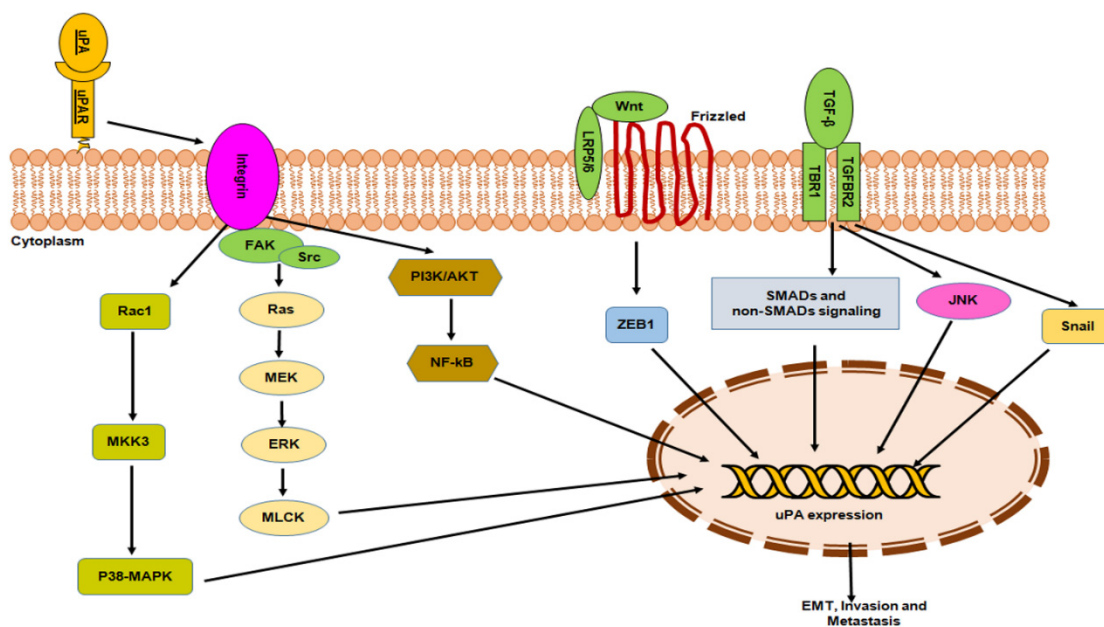 uPA
uPAR
Integrin
FAK
Src
Cytoplasm
Wnt
LRP5/6
Frizzled
TGF-β
TBR1
TGFBR2
Rac1
MKK3
P38-MAPK
Ras
MEK
ERK
MLCK
PI3K/AKT
NF-kB
ZEB1
SMADs and
non-SMADs signaling
JNK
Snail
uPA expression
EMT, Invasion and
Metastasis